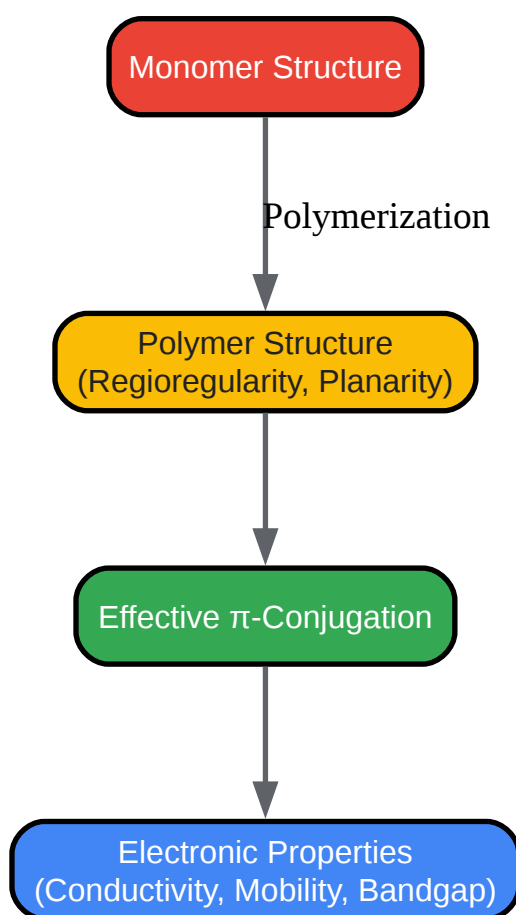 Monomer Structure
Polymerization
Polymer Structure
(Regioregularity, Planarity)
Effective π-Conjugation
Electronic Properties
(Conductivity, Mobility, Bandgap)